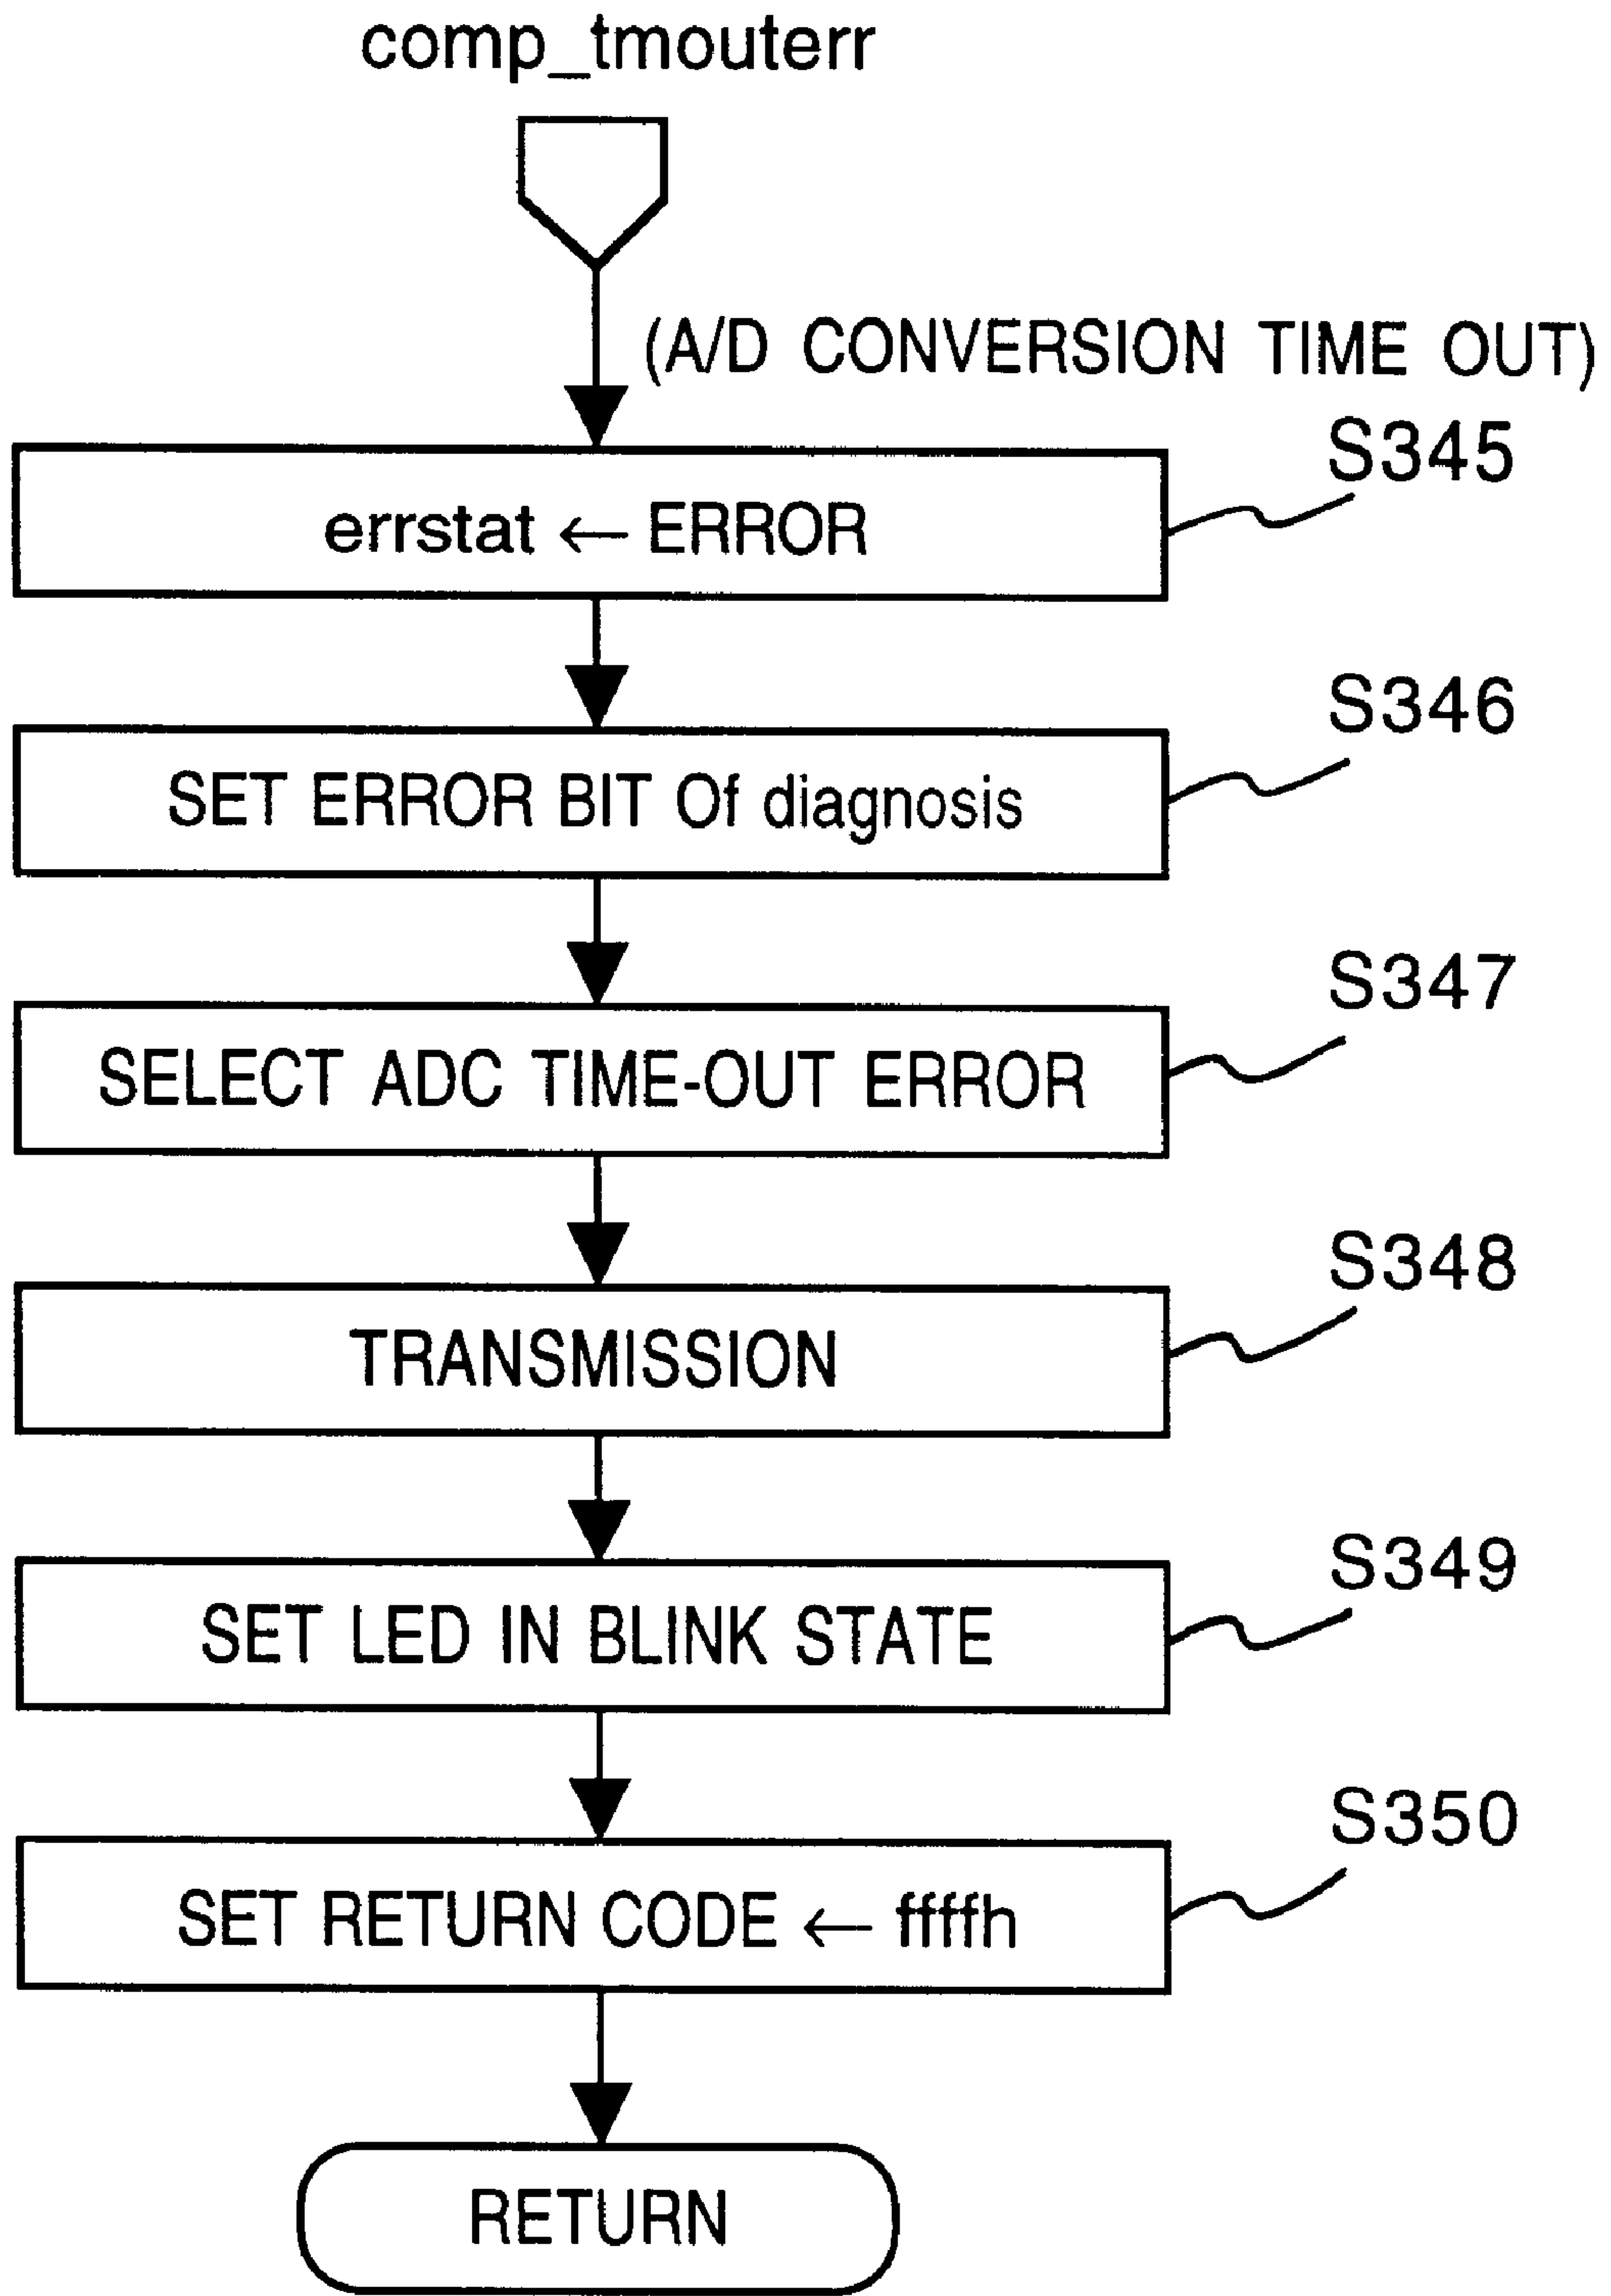 comp_tmouterr
(A/D CONVERSION TIME OUT)
S345
errstat ← ERROR
S346
SET ERROR BIT Of diagnosis
S347
SELECT ADC TIME-OUT ERROR
S348
TRANSMISSION
S349
SET LED IN BLINK STATE
S350
SET RETURN CODE ← ffffh
RETURN